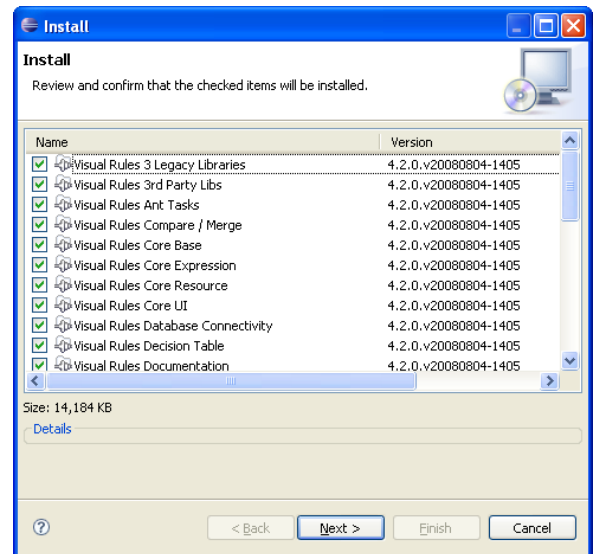 Install
Install
Review and confirm that the checked items will be installed.
Name Version
Visual Rules 3 Legacy Libraries 4.2.0.v20080804-1405
Visual Rules 3rd Party Libs 4.2.0.v20080804-1405
Visual Rules Ant Tasks 4.2.0.v20080804-1405
Visual Rules Compare / Merge 4.2.0.v20080804-1405
Visual Rules Core Base 4.2.0.v20080804-1405
Visual Rules Core Expression 4.2.0.v20080804-1405
Visual Rules Core Resource 4.2.0.v20080804-1405
Visual Rules Core UI 4.2.0.v20080804-1405
Visual Rules Database Connectivity 4.2.0.v20080804-1405
Visual Rules Decision Table 4.2.0.v20080804-1405
Visual Rules Documentation 4.2.0.v20080804-1405
Size: 14,184 KB
Details
? < Back Next > Finish Cancel